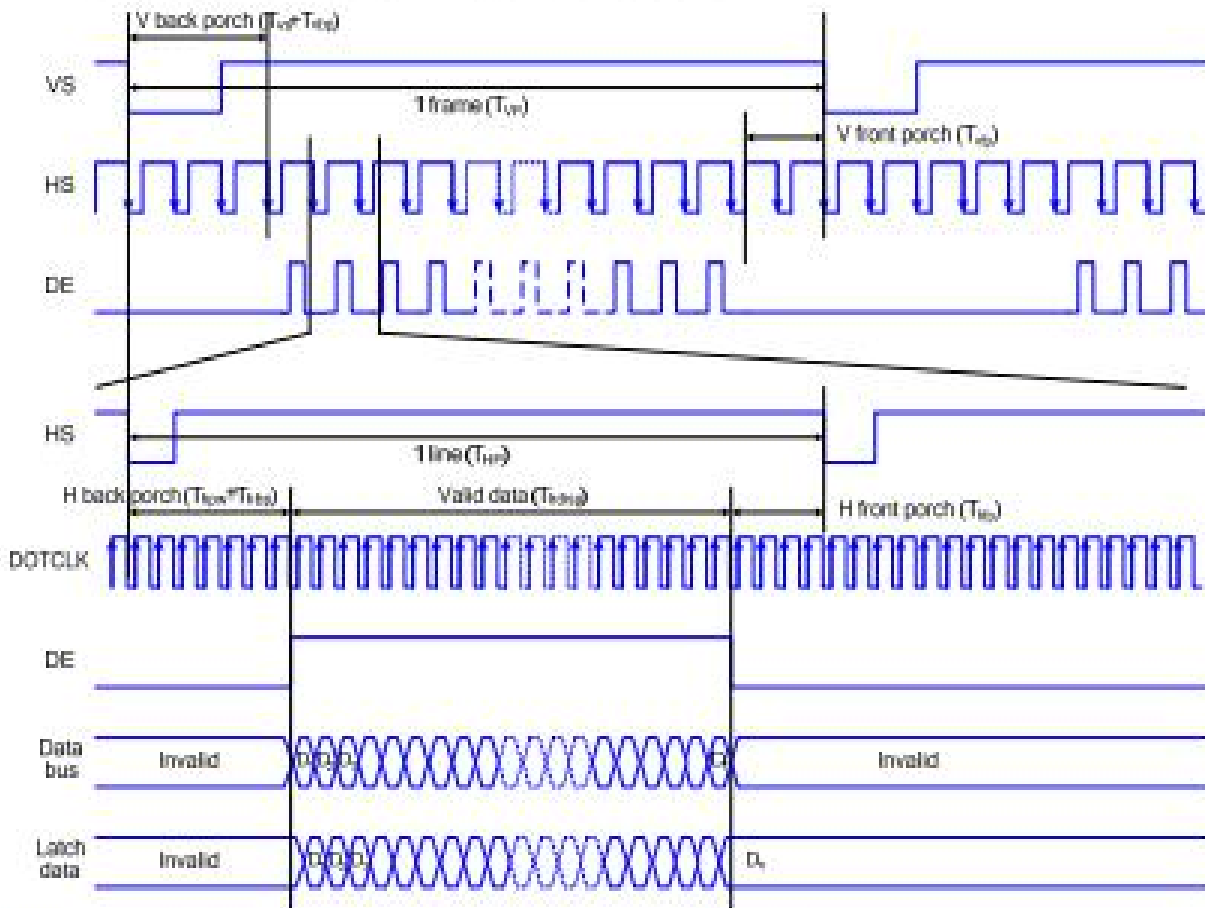 V back porch
VS
1 frame (T
V front porch
HS
DE
HS
1 line (T
H back porch
Valid data
H front porch
DOTCLK
DE
Data
bus
Invalid
Invalid
Latch
data
Invalid